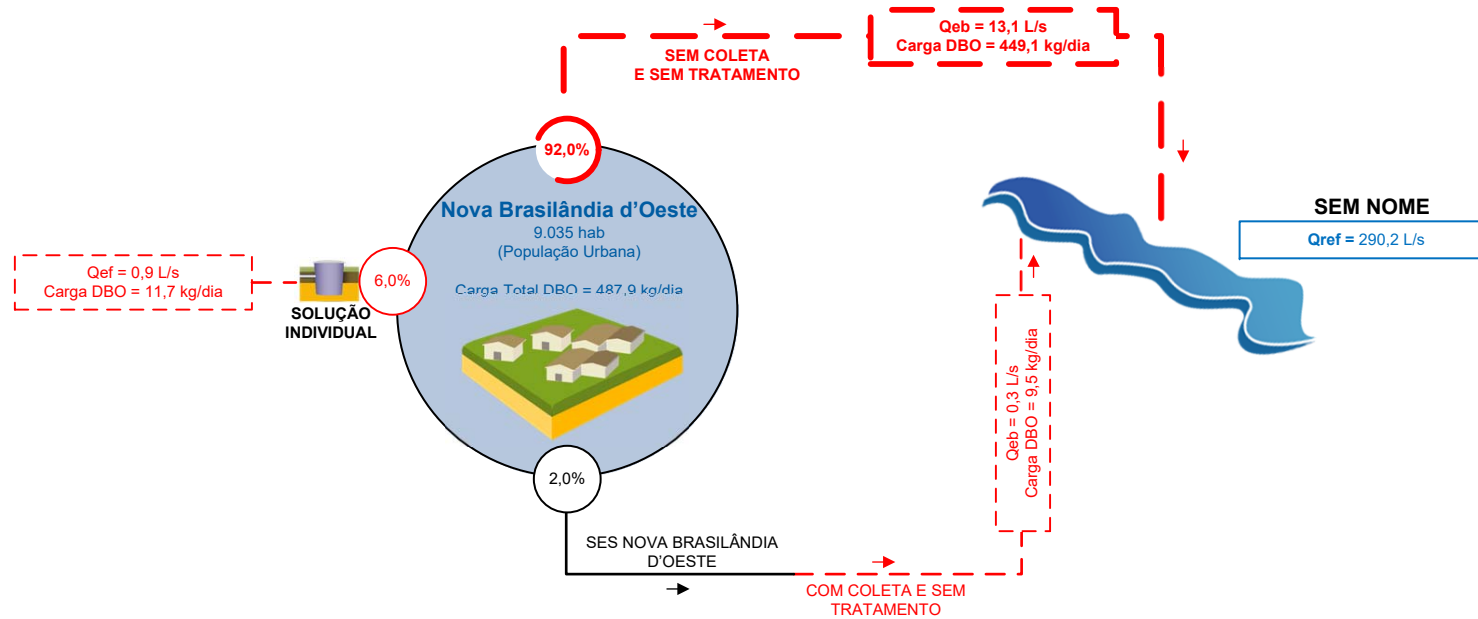 Qeb = 13,1 L/s
Carga DBO = 449,1 kg/dia
SEM COLETA
E SEM TRATAMENTO
92,0%
Nova Brasilândia d’Oeste
9.035 hab
(População Urbana)
Carga Total DBO = 487,9 kg/dia
SEM NOME
Qref = 290,2 L/s
Qef = 0,9 L/s
Carga DBO = 11,7 kg/dia
6,0%
SOLUÇÃO
INDIVIDUAL
Qeb = 0,3 L/s
Carga DBO = 9,5 kg/dia
2,0%
SES NOVA BRASILÂNDIA
D’OESTE
COM COLETA E SEM
TRATAMENTO